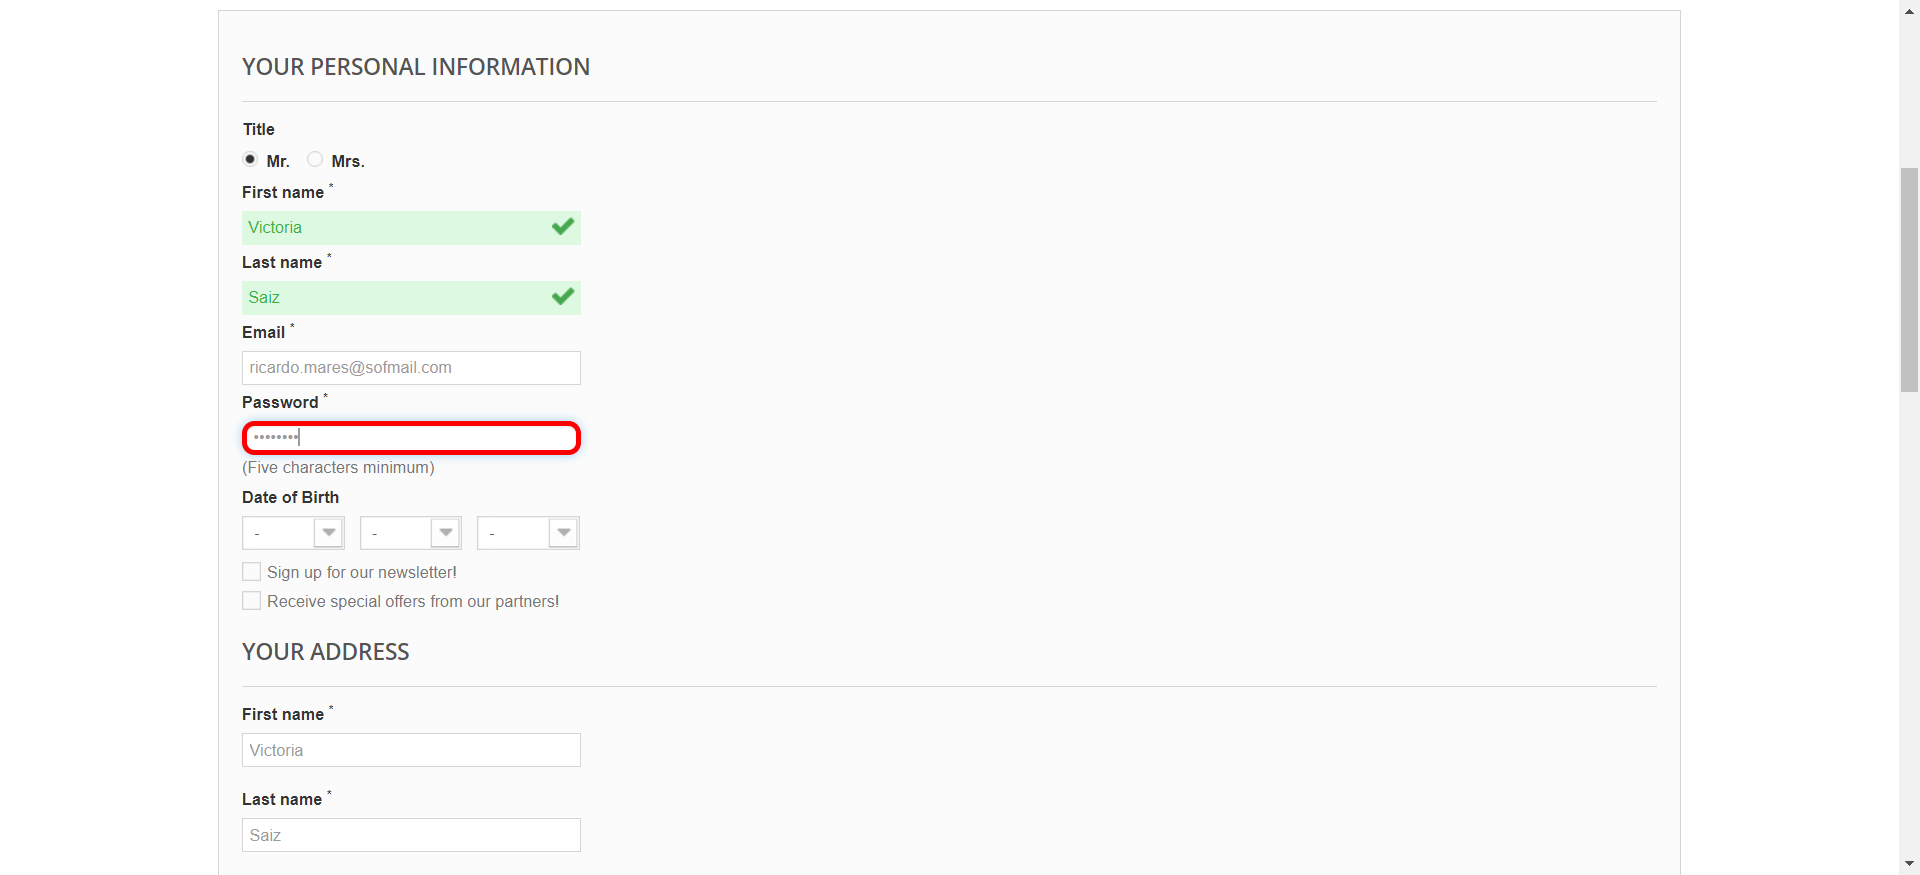 YOUR PERSONAL INFORMATION
Title
Mr. Mrs.
First name *
Victoria
Last name *
Saiz
Email *
ricardo.mares@sofmail.com
Password *
••••••••
(Five characters minimum)
Date of Birth
- - -
Sign up for our newsletter!
Receive special offers from our partners!
YOUR ADDRESS
First name *
Victoria
Last name *
Saiz